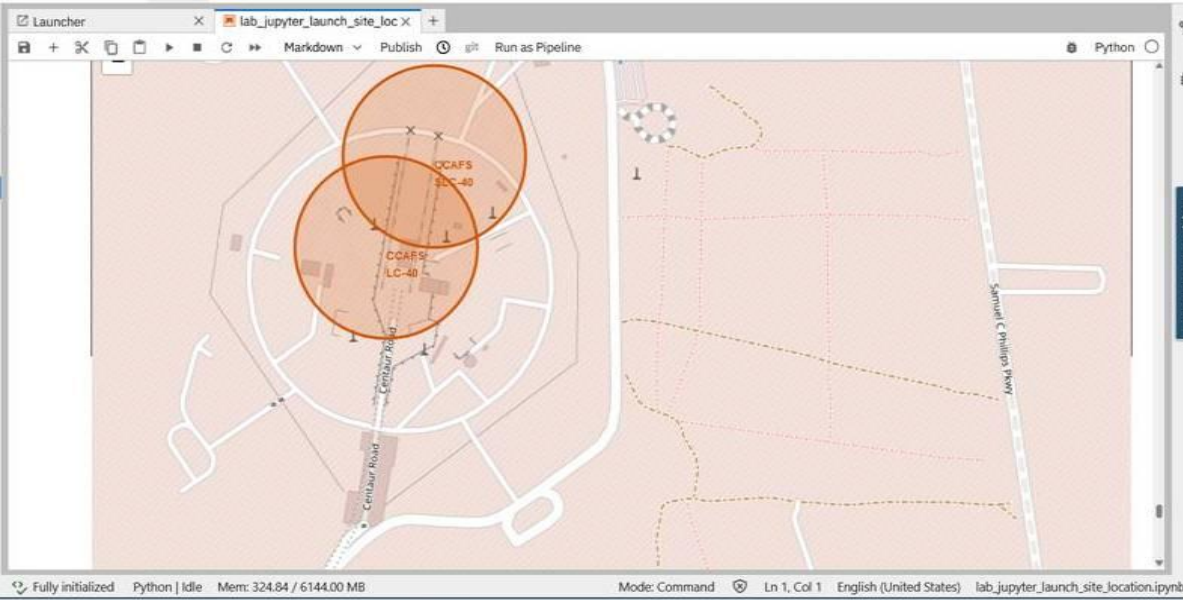 Launcher
lab_jupyter_launch_site_loc
Markdown
Publish
git
Run as Pipeline
Python
CCAFS
SLC-40
CCAFS
LC-40
Centaur Road
Centaur Road
Samuel C Phillips Pkwy
Fully initialized
Python | Idle
Mem: 324.84 / 6144.00 MB
Mode: Command
Ln 1, Col 1
English (United States)
lab_jupyter_launch_site_location.ipynb